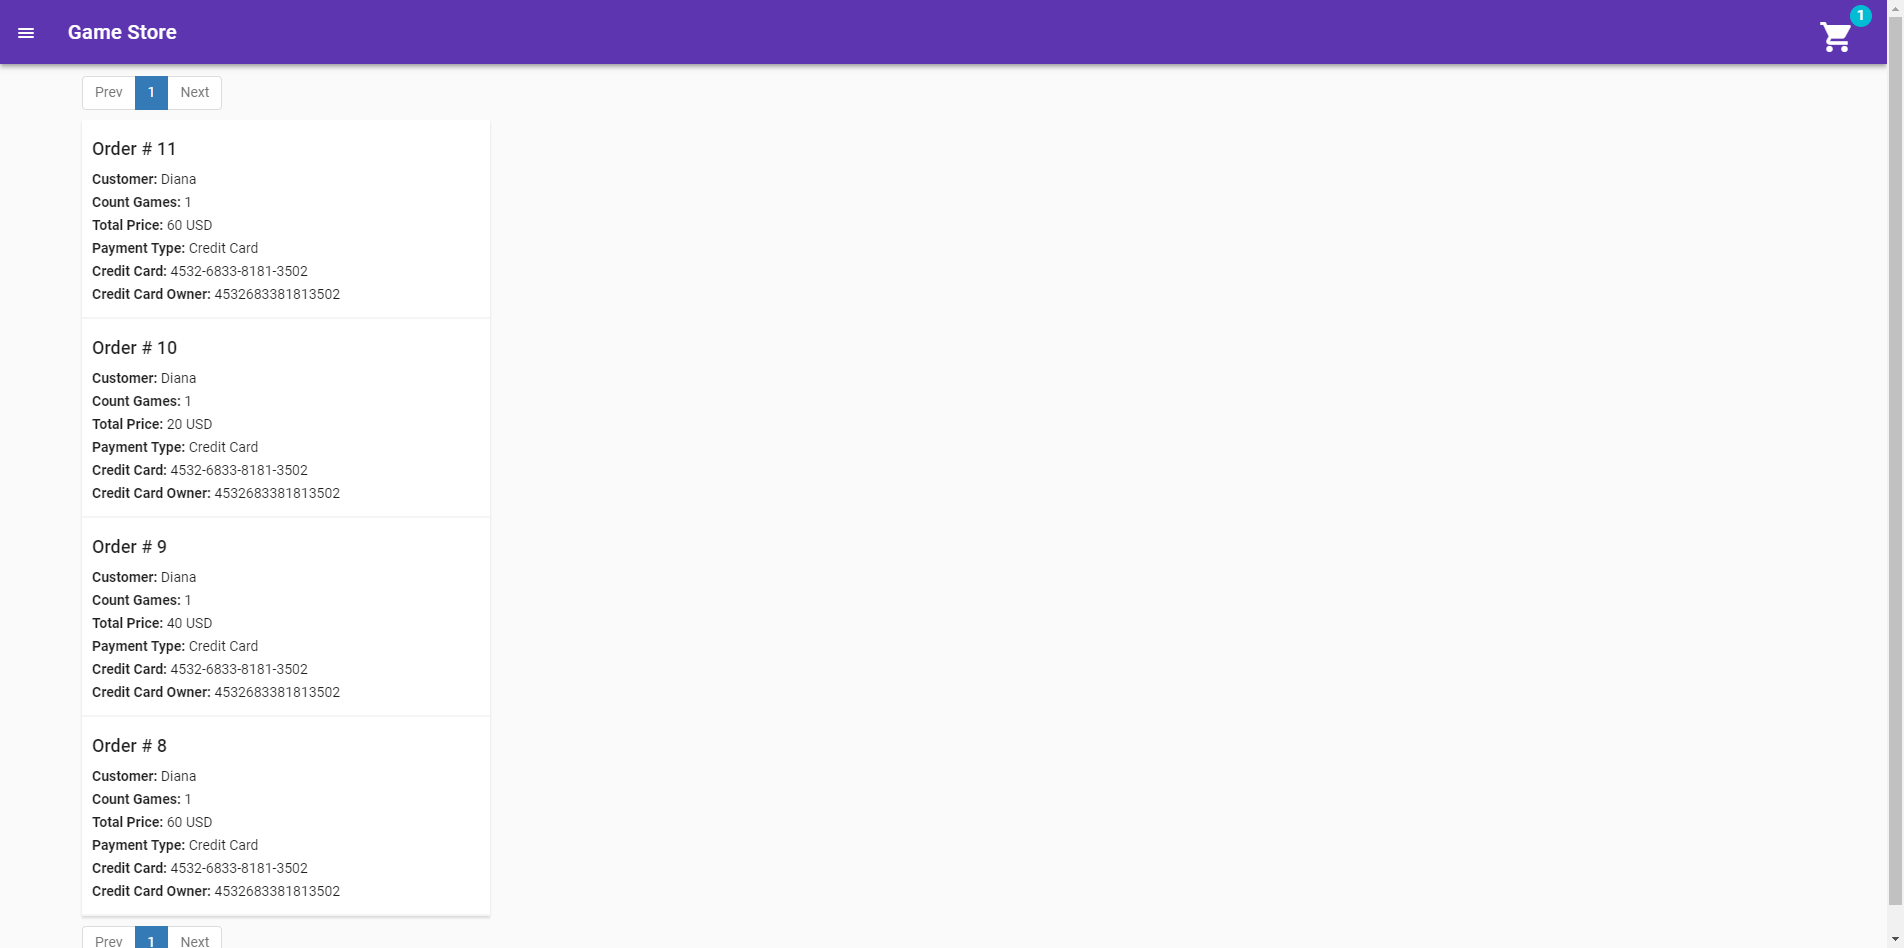 Game Store
1
Prev 1 Next
Order # 11
Customer: Diana
Count Games: 1
Total Price: 60 USD
Payment Type: Credit Card
Credit Card: 4532-6833-8181-3502
Credit Card Owner: 4532683381813502
Order # 10
Customer: Diana
Count Games: 1
Total Price: 20 USD
Payment Type: Credit Card
Credit Card: 4532-6833-8181-3502
Credit Card Owner: 4532683381813502
Order # 9
Customer: Diana
Count Games: 1
Total Price: 40 USD
Payment Type: Credit Card
Credit Card: 4532-6833-8181-3502
Credit Card Owner: 4532683381813502
Order # 8
Customer: Diana
Count Games: 1
Total Price: 60 USD
Payment Type: Credit Card
Credit Card: 4532-6833-8181-3502
Credit Card Owner: 4532683381813502
Prev 1 Next